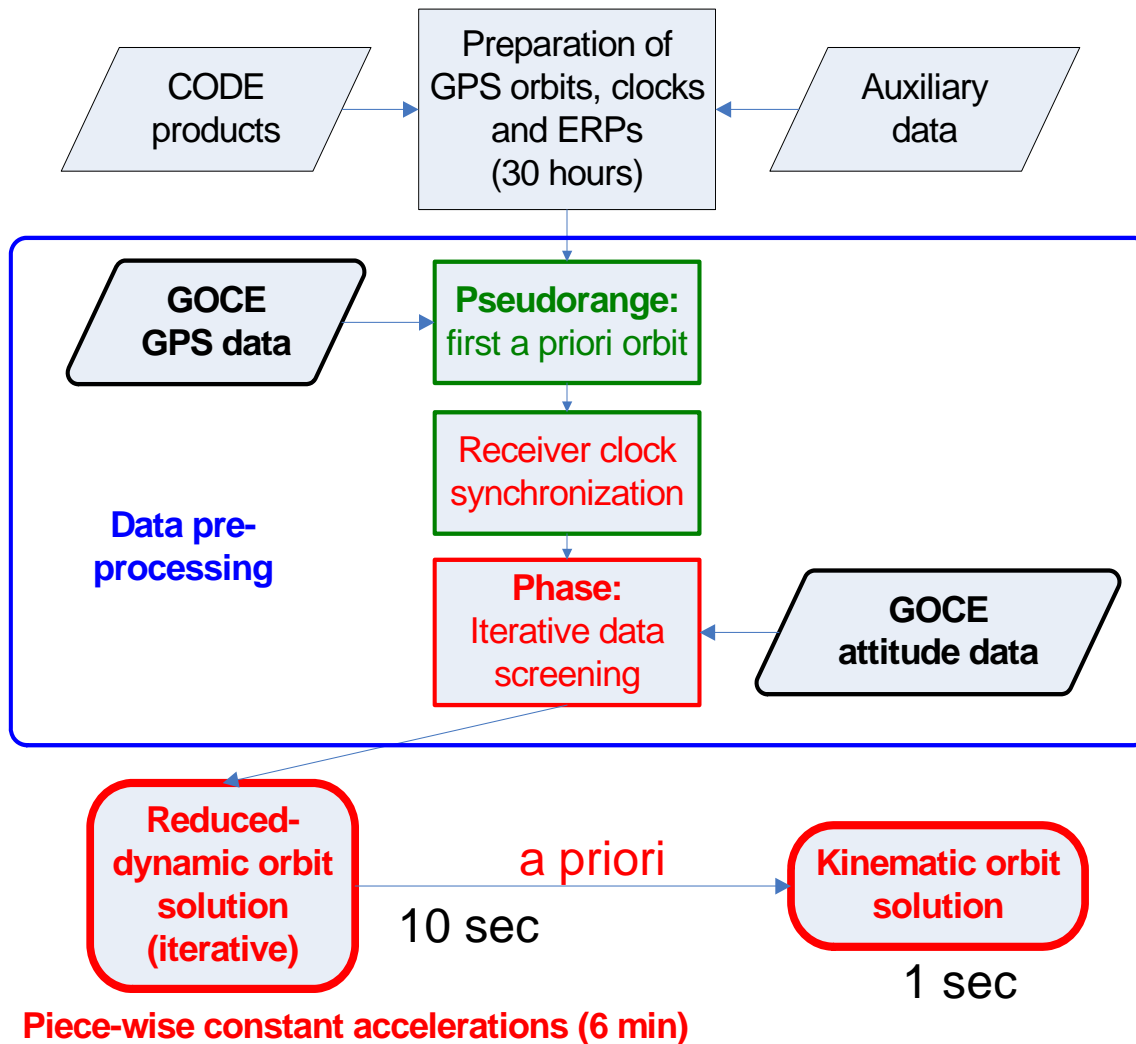 CODE
products
Preparation of
GPS orbits, clocks
and ERPs
(30 hours)
Auxiliary
data
GOCE
GPS data
Pseudorange:
first a priori orbit
Receiver clock
synchronization
Data pre-
processing
Phase:
Iterative data
screening
GOCE
attitude data
Reduced-
dynamic orbit
solution
(iterative)
a priori
10 sec
Kinematic orbit
solution
1 sec
Piece-wise constant accelerations (6 min)